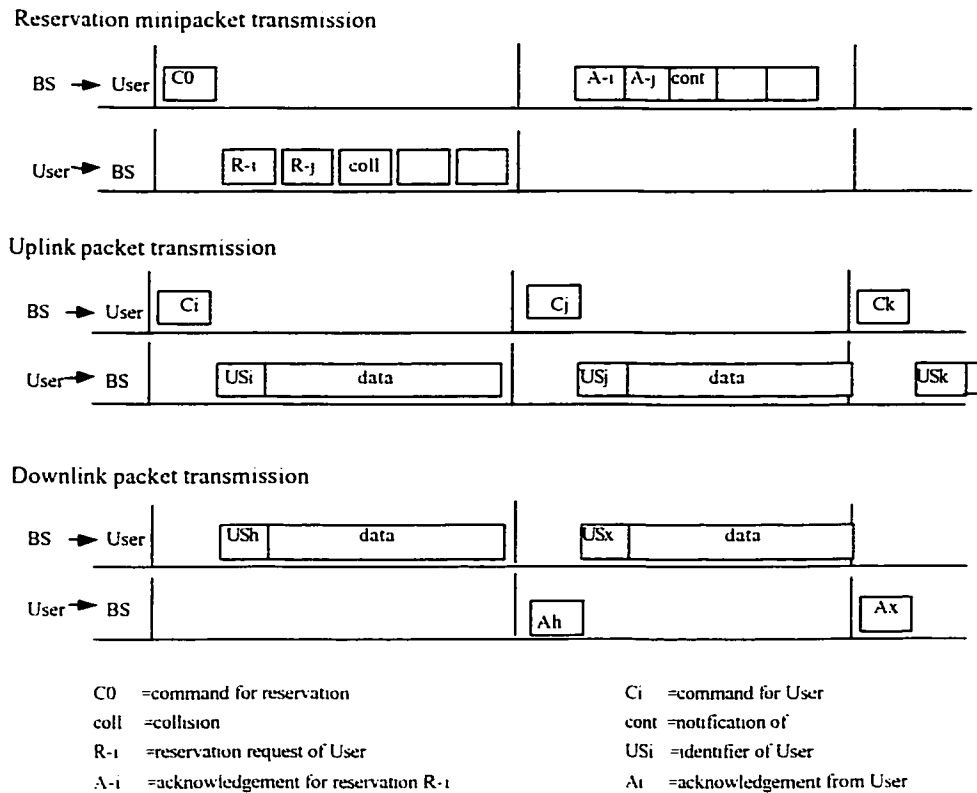 Reservation minipacket transmission
BS → User
C0
A-i A-j cont
User → BS
R-i R-j coll
Uplink packet transmission
BS → User
Ci Cj Ck
User → BS
USi data USj data USk
Downlink packet transmission
BS → User
USh data USx data
User → BS
Ah Ax
C0 =command for reservation
Ci =command for User
coll =collision
cont =notification of
R-i =reservation request of User
USi =identifier of User
A-i =acknowledgement for reservation R-i
Ai =acknowledgement from User